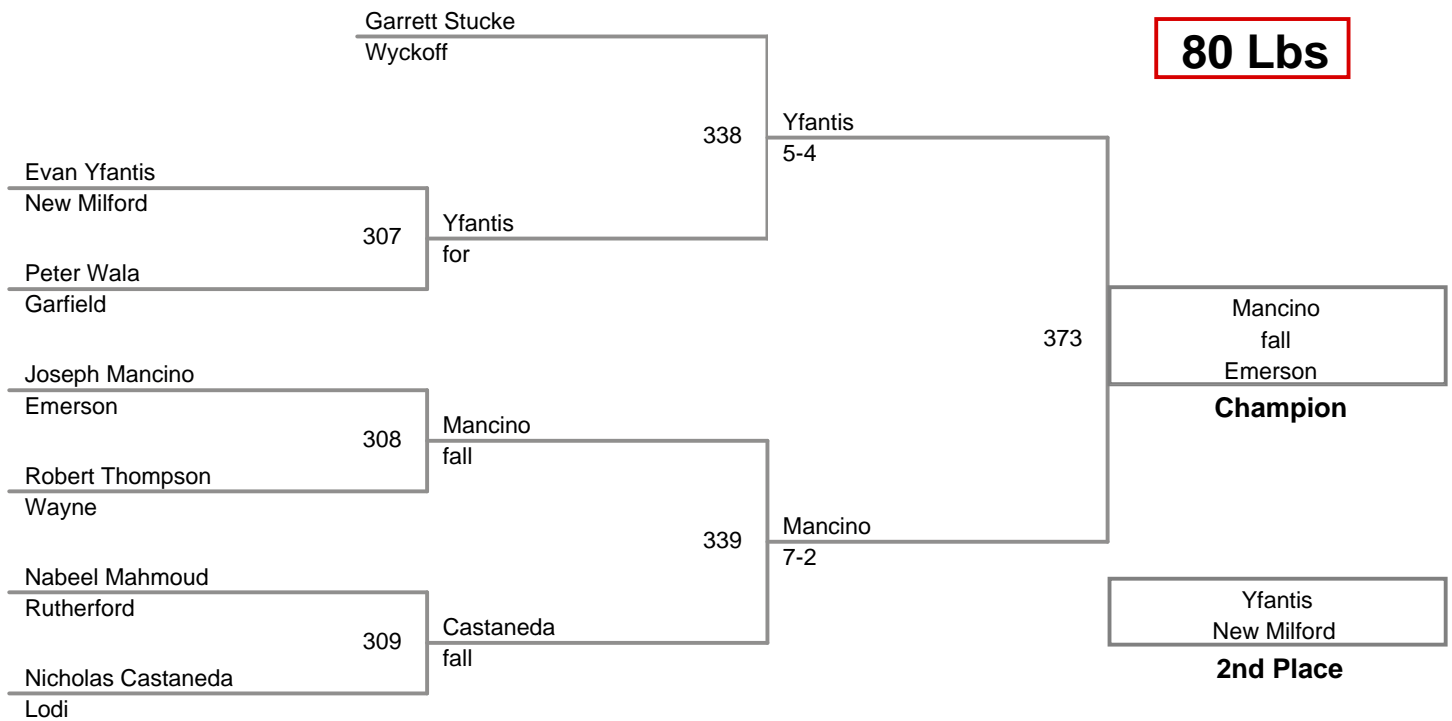 Garrett Stucke
Wyckoff
80 Lbs
338
Yfantis
5-4
Evan Yfantis
New Milford
307
Yfantis
for
Peter Wala
Garfield
373
Mancino
fall
Emerson
Champion
Joseph Mancino
Emerson
308
Mancino
fall
Robert Thompson
Wayne
339
Mancino
7-2
Nabeel Mahmoud
Rutherford
309
Castaneda
fall
Nicholas Castaneda
Lodi
Yfantis
New Milford
2nd Place